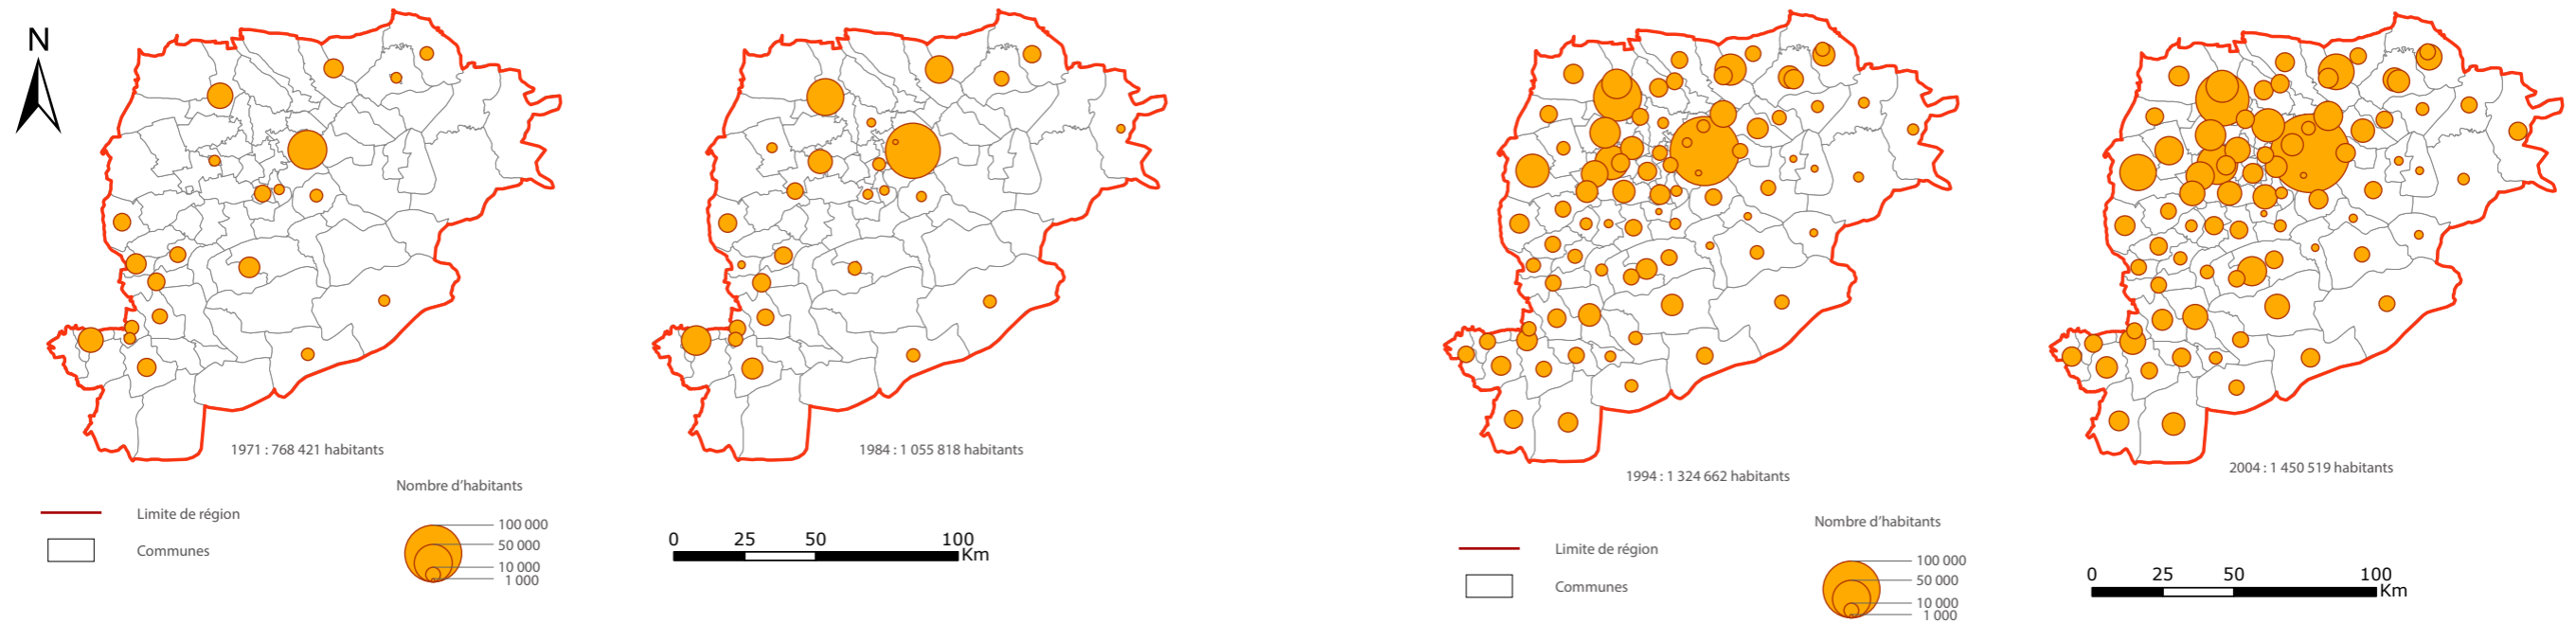 N
1971 : 768 421 habitants
Nombre d'habitants
Limite de région
Communes
100 000
50 000
10 000
1 000
1984 : 1 055 818 habitants
0 25 50 100
Km
1994 : 1 324 662 habitants
Nombre d'habitants
Limite de région
Communes
100 000
50 000
10 000
1 000
2004 : 1 450 519 habitants
0 25 50 100
Km